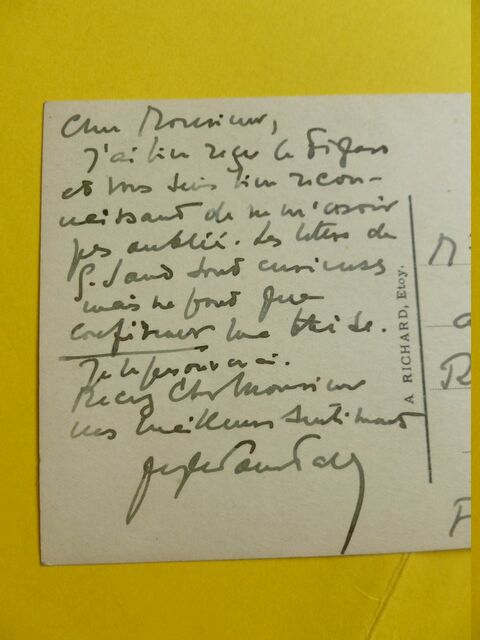 Cher Monsieur,
J'ai bien reçu le Figaro
et vous suis bien recon-
naissant de ne m'avoir
pas oublié. Les lettres de
G. Sand sont curieuses
mais ne font que
confirmer ma thèse.
Je le prouverai.
Recevez Cher Monsieur
mes meilleurs sentiments
A. RICHARD, Etoy.